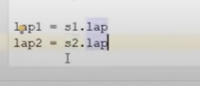 lap1 = s1.lap
lap2 = s2.lap